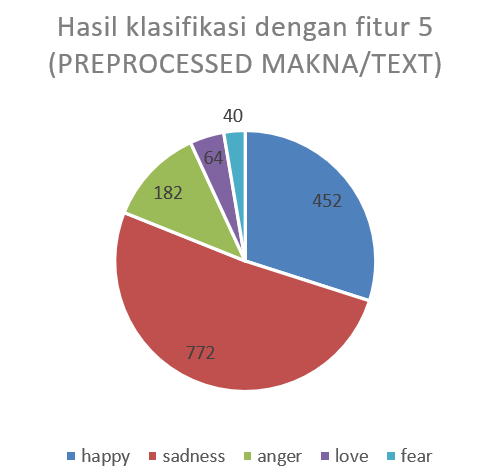 Hasil klasifikasi dengan fitur 5
(PREPROCESSED MAKNA/TEXT)
40
64
452
182
772
happy sadness anger love fear